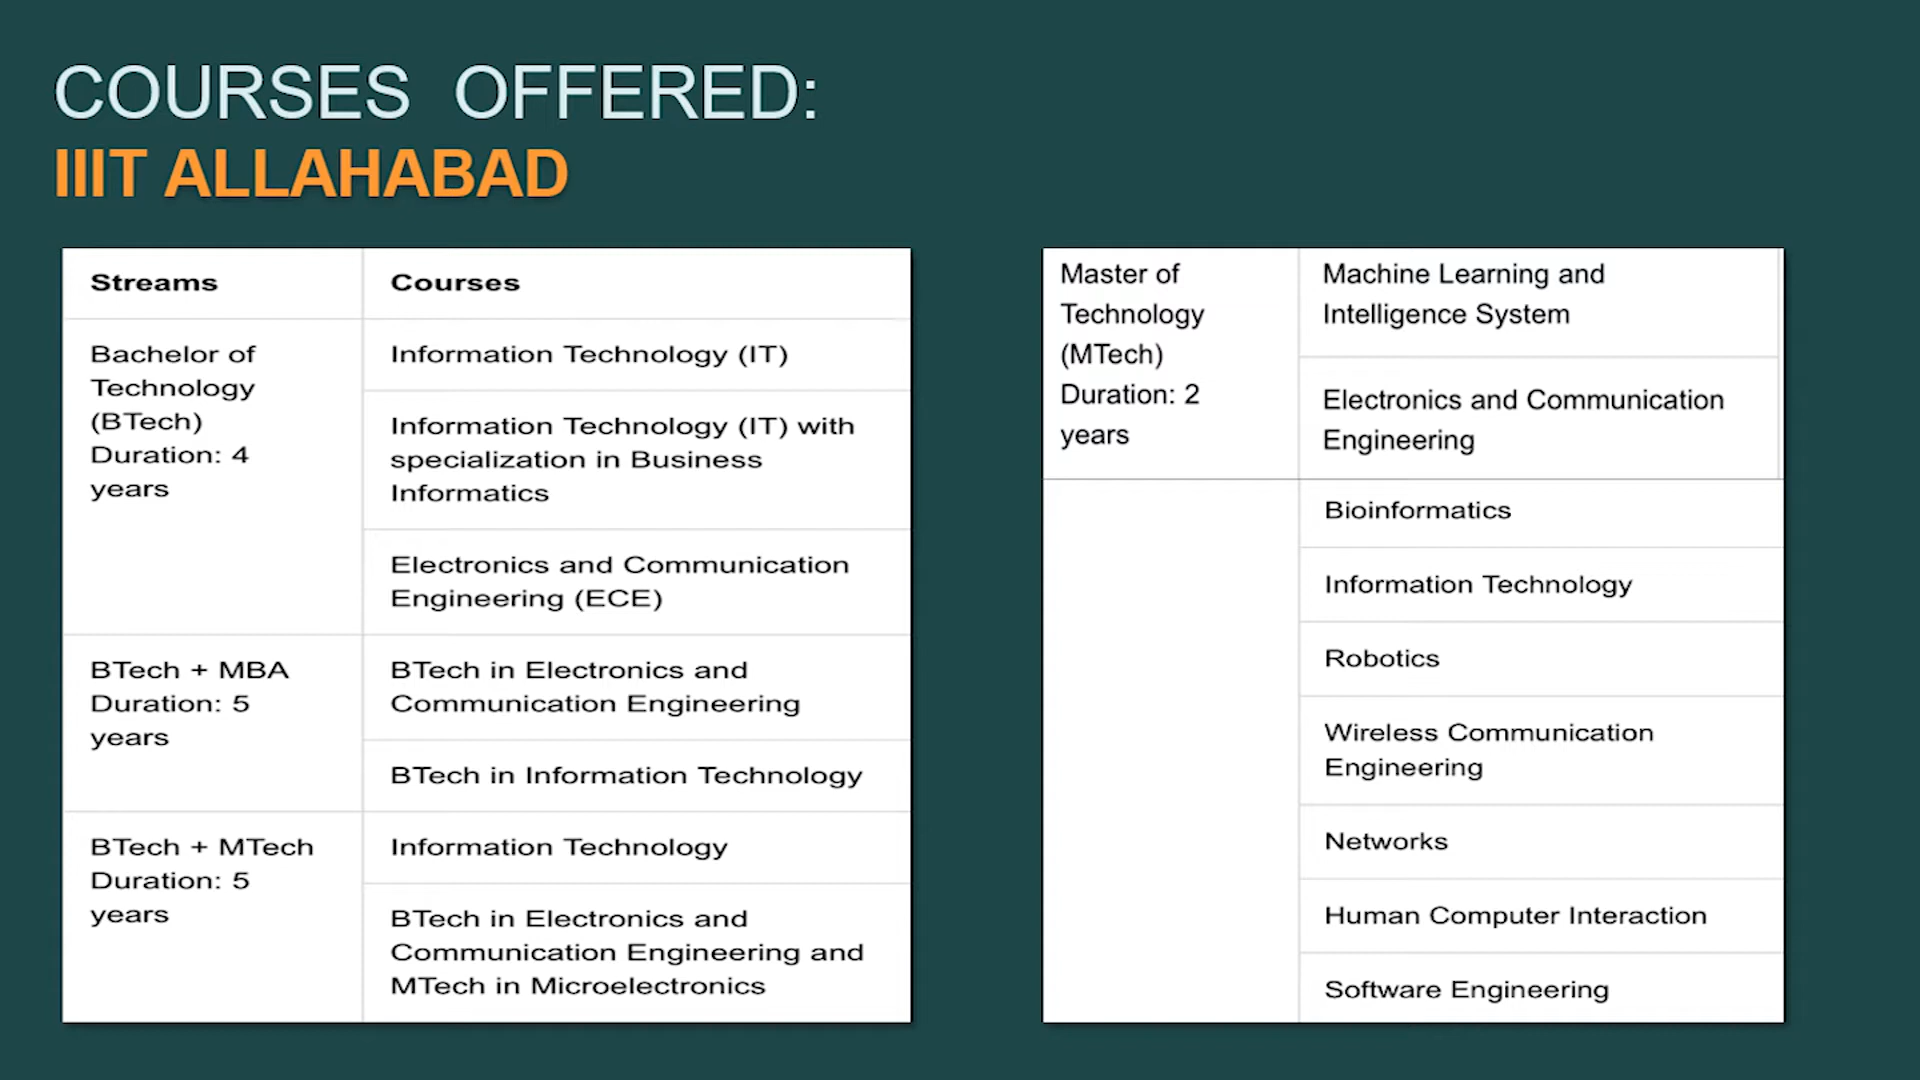 COURSES OFFERED:
IIIT ALLAHABAD
Streams
Courses
Bachelor of
Technology
(BTech)
Duration: 4
years
Information Technology (IT)
Information Technology (IT) with
specialization in Business
Informatics
Electronics and Communication
Engineering (ECE)
BTech + MBA
Duration: 5
years
BTech in Electronics and
Communication Engineering
BTech in Information Technology
BTech + MTech
Duration: 5
years
Information Technology
BTech in Electronics and
Communication Engineering and
MTech in Microelectronics
Master of
Technology
(MTech)
Duration: 2
years
Machine Learning and
Intelligence System
Electronics and Communication
Engineering
Bioinformatics
Information Technology
Robotics
Wireless Communication
Engineering
Networks
Human Computer Interaction
Software Engineering